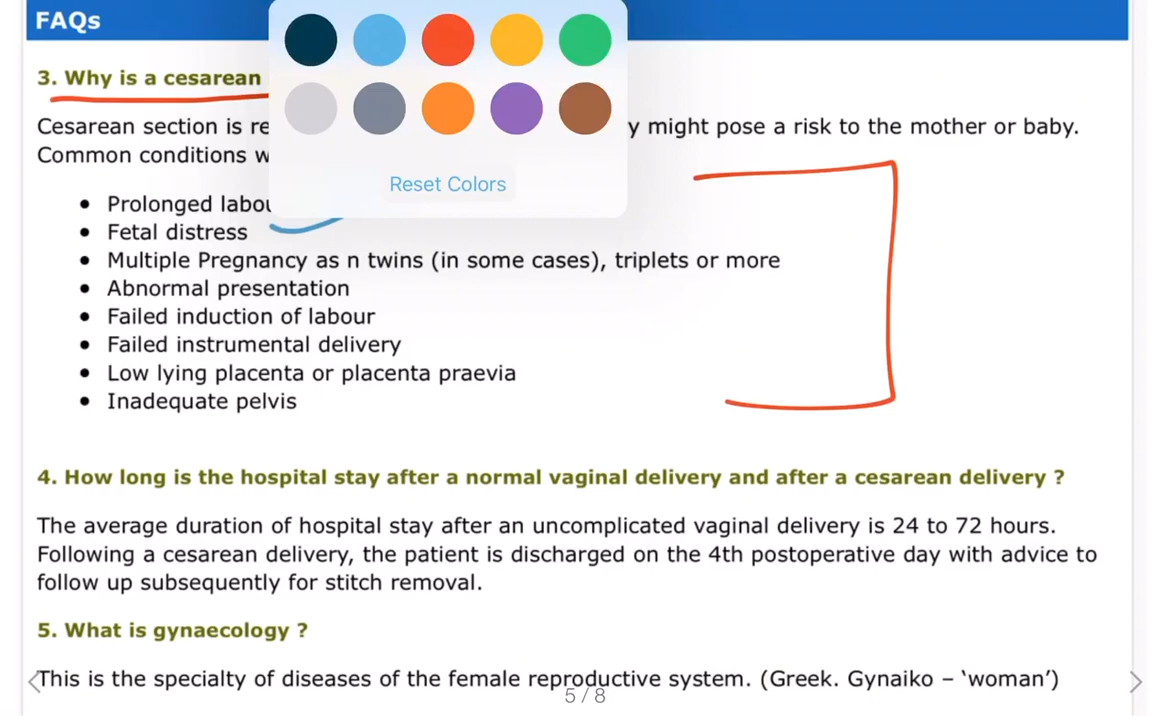 FAQs
3. Why is a cesarean
Cesarean section is re y might pose a risk to the mother or baby.
Common conditions w
Reset Colors
• Prolonged labou
• Fetal distress
• Multiple Pregnancy as n twins (in some cases), triplets or more
• Abnormal presentation
• Failed induction of labour
• Failed instrumental delivery
• Low lying placenta or placenta praevia
• Inadequate pelvis
4. How long is the hospital stay after a normal vaginal delivery and after a cesarean delivery ?
The average duration of hospital stay after an uncomplicated vaginal delivery is 24 to 72 hours.
Following a cesarean delivery, the patient is discharged on the 4th postoperative day with advice to
follow up subsequently for stitch removal.
5. What is gynaecology ?
This is the specialty of diseases of the female reproductive system. (Greek. Gynaiko – ‘woman’)
5 / 8